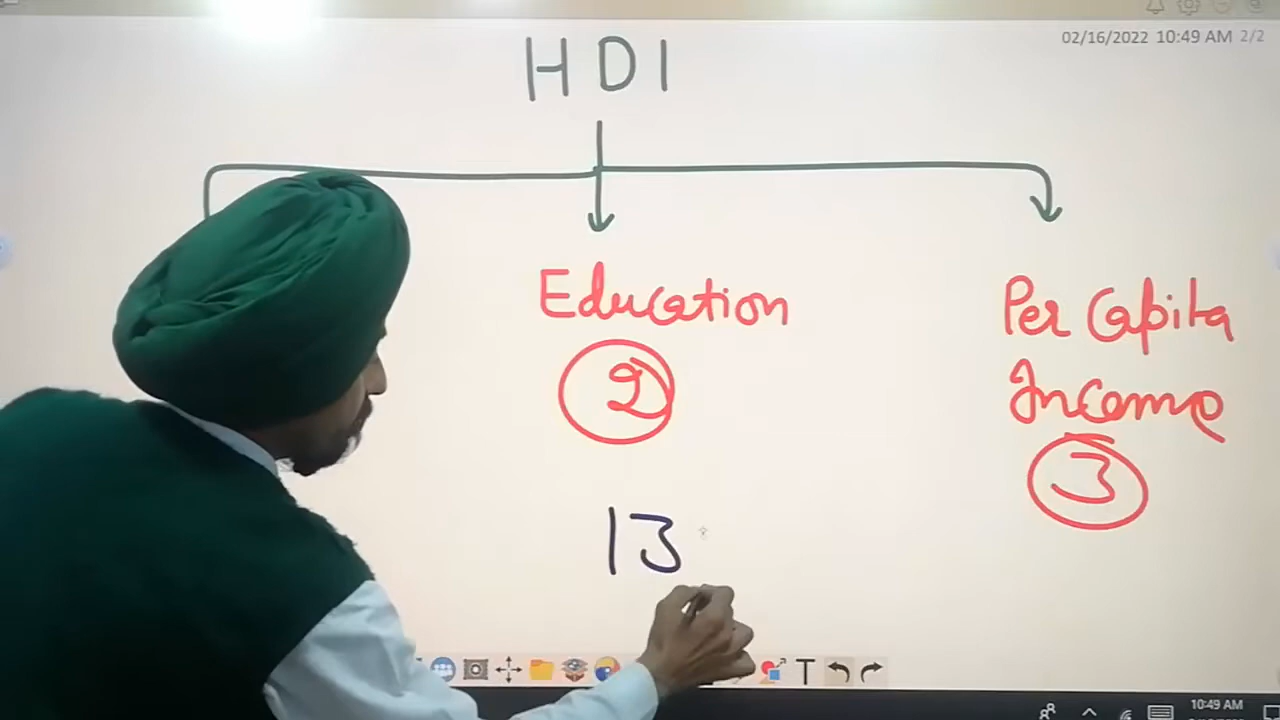 02/16/2022 10:49 AM 2/2
HDI
Education
2
Per Capita
Income
3
13
T
10:49 AM